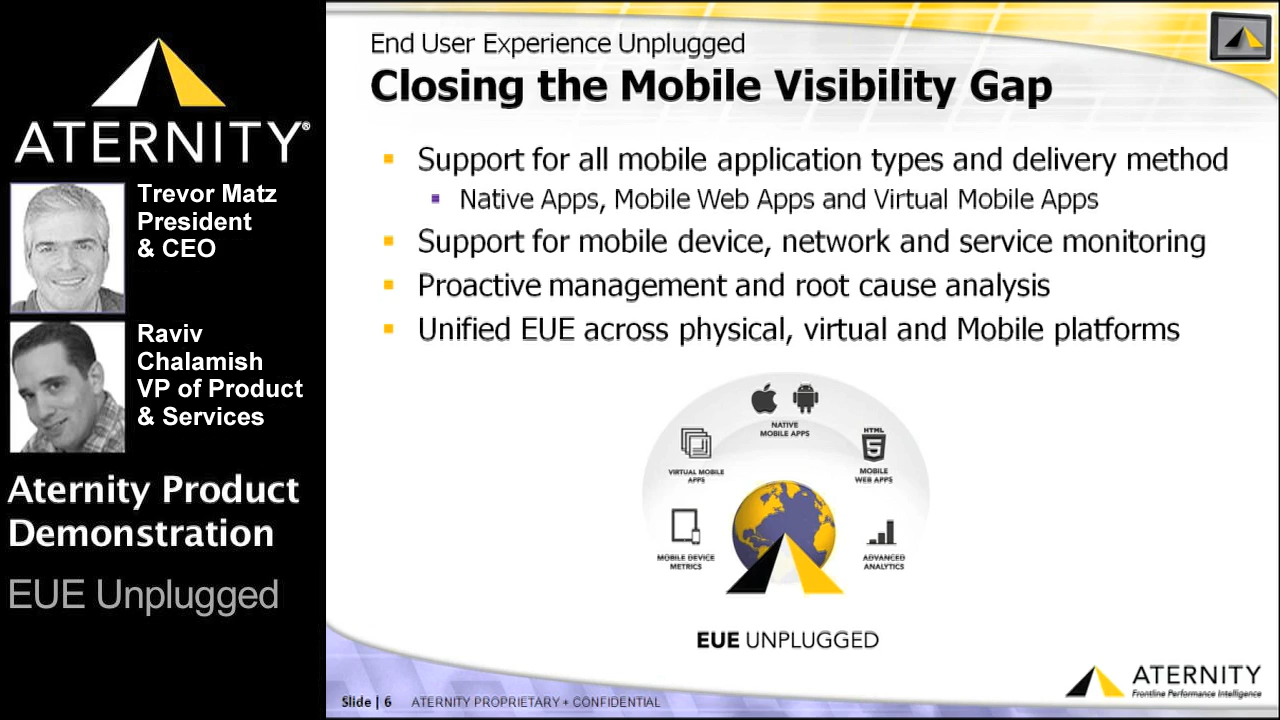 ATERNITY®
Trevor Matz
President
& CEO
Raviv
Chalamish
VP of Product
& Services
Aternity Product
Demonstration
EUE Unplugged
End User Experience Unplugged
Closing the Mobile Visibility Gap
Support for all mobile application types and delivery method
Native Apps, Mobile Web Apps and Virtual Mobile Apps
Support for mobile device, network and service monitoring
Proactive management and root cause analysis
Unified EUE across physical, virtual and Mobile platforms
NATIVE
MOBILE APPS
VIRTUAL MOBILE
APPS
HTML
5
MOBILE
WEB APPS
MOBILE DEVICE
METRICS
ADVANCED
ANALYTICS
EUE UNPLUGGED
Slide | 6 ATERNITY PROPRIETARY + CONFIDENTIAL
ATERNITY
Frontline Performance Intelligence